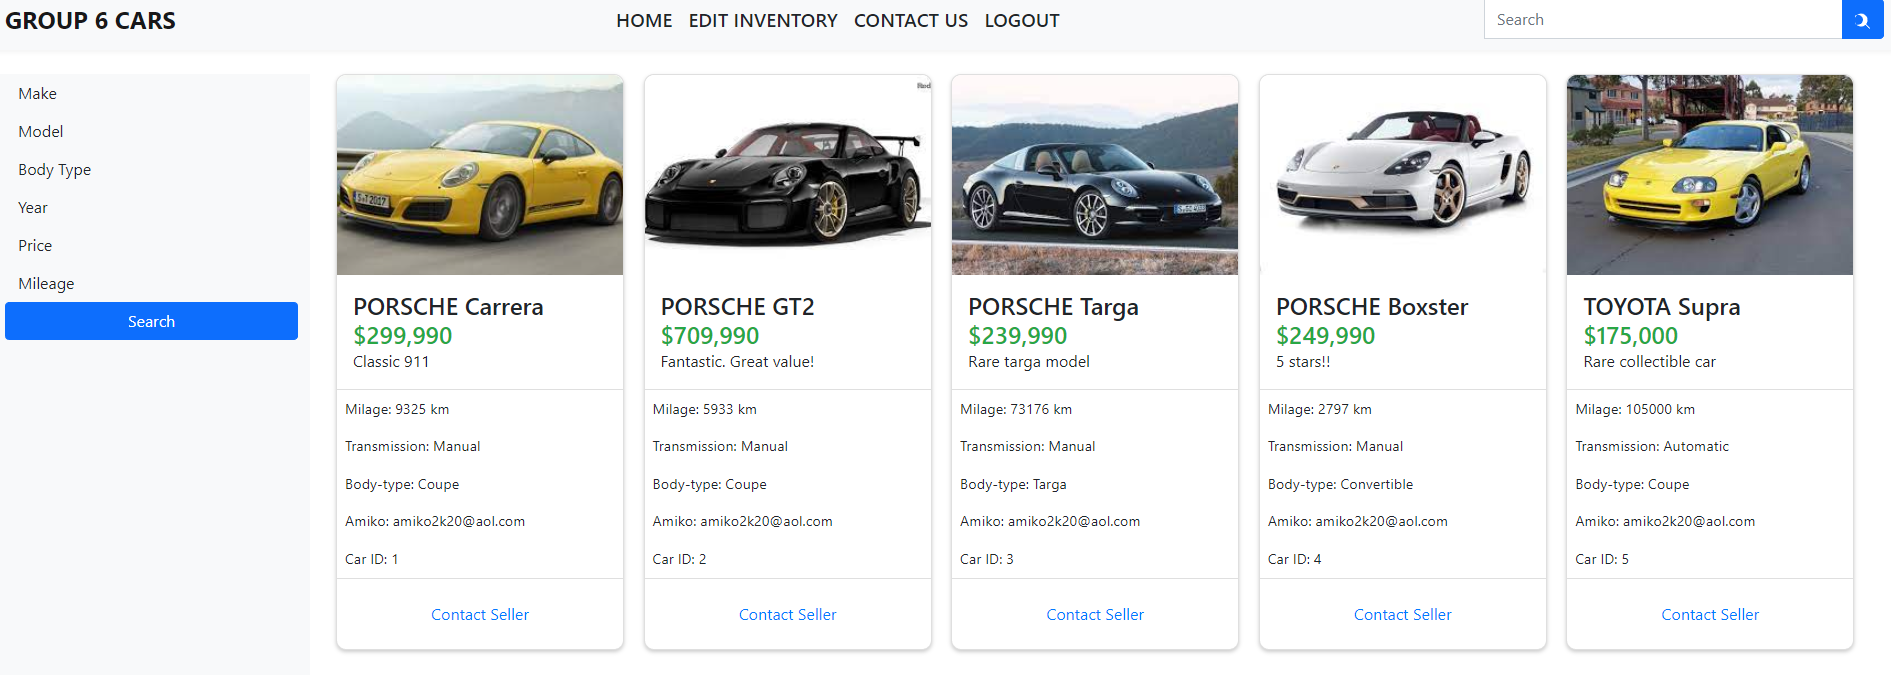 GROUP 6 CARS
HOME EDIT INVENTORY CONTACT US LOGOUT
Search
Make
Model
Body Type
Year
Price
Mileage
Search
S·T 2017
PORSCHE Carrera
$299,990
Classic 911
Milage: 9325 km
Transmission: Manual
Body-type: Coupe
Amiko: amiko2k20@aol.com
Car ID: 1
Contact Seller
PORSCHE GT2
$709,990
Fantastic. Great value!
Milage: 5933 km
Transmission: Manual
Body-type: Coupe
Amiko: amiko2k20@aol.com
Car ID: 2
Contact Seller
PORSCHE Targa
$239,990
Rare targa model
Milage: 73176 km
Transmission: Manual
Body-type: Targa
Amiko: amiko2k20@aol.com
Car ID: 3
Contact Seller
PORSCHE Boxster
$249,990
5 stars!!
Milage: 2797 km
Transmission: Manual
Body-type: Convertible
Amiko: amiko2k20@aol.com
Car ID: 4
Contact Seller
TOYOTA Supra
$175,000
Rare collectible car
Milage: 105000 km
Transmission: Automatic
Body-type: Coupe
Amiko: amiko2k20@aol.com
Car ID: 5
Contact Seller